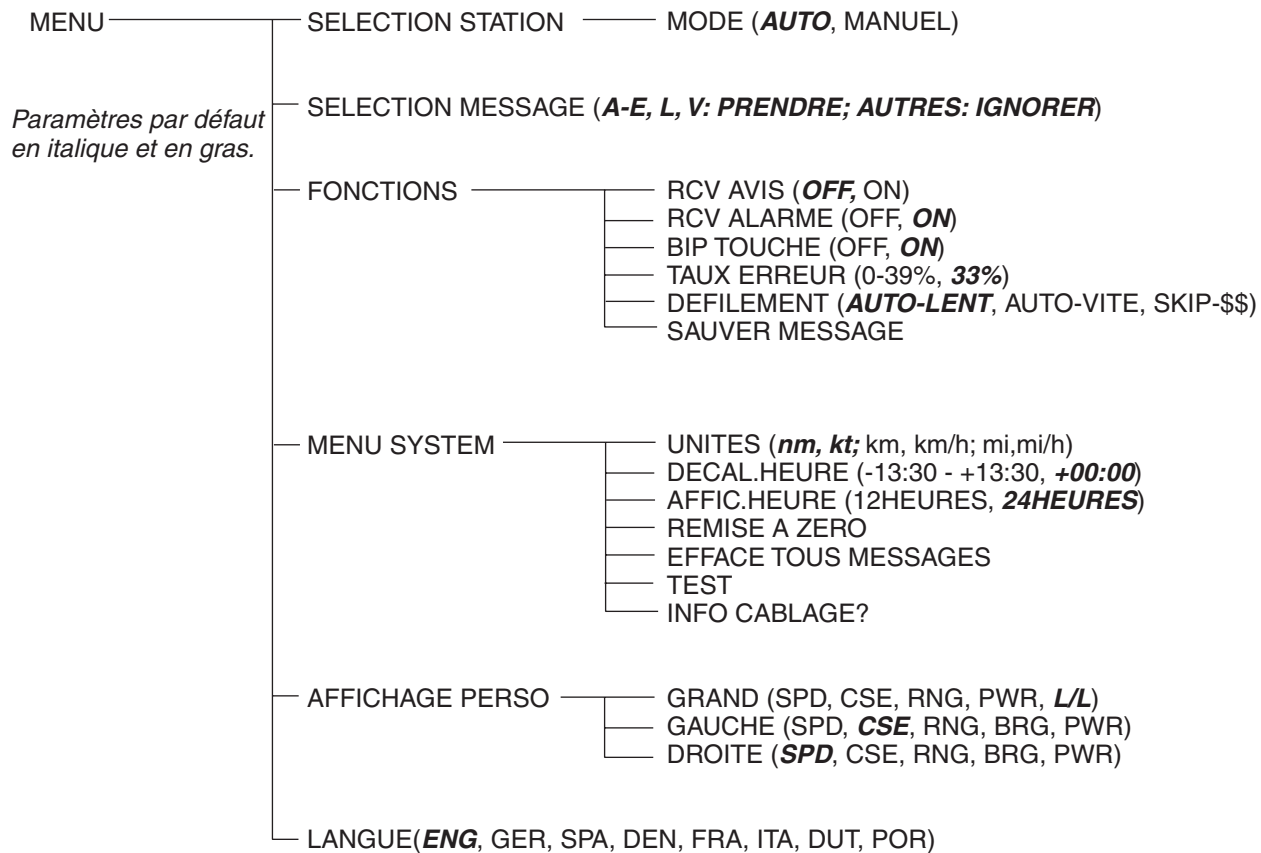 MENU SELECTION STATION MODE (AUTO, MANUEL)
SELECTION MESSAGE (A-E, L, V: PRENDRE; AUTRES: IGNORER)
Paramètres par défaut
en italique et en gras.
FONCTIONS RCV AVIS (OFF, ON)
RCV ALARME (OFF, ON)
BIP TOUCHE (OFF, ON)
TAUX ERREUR (0-39%, 33%)
DEFILEMENT (AUTO-LENT, AUTO-VITE, SKIP-$$)
SAUVER MESSAGE
MENU SYSTEM UNITES (nm, kt; km, km/h; mi,mi/h)
DECAL.HEURE (-13:30 - +13:30, +00:00)
AFFIC.HEURE (12HEURES, 24HEURES)
REMISE A ZERO
EFFACE TOUS MESSAGES
TEST
INFO CABLAGE?
AFFICHAGE PERSO GRAND (SPD, CSE, RNG, PWR, L/L)
GAUCHE (SPD, CSE, RNG, BRG, PWR)
DROITE (SPD, CSE, RNG, BRG, PWR)
LANGUE(ENG, GER, SPA, DEN, FRA, ITA, DUT, POR)